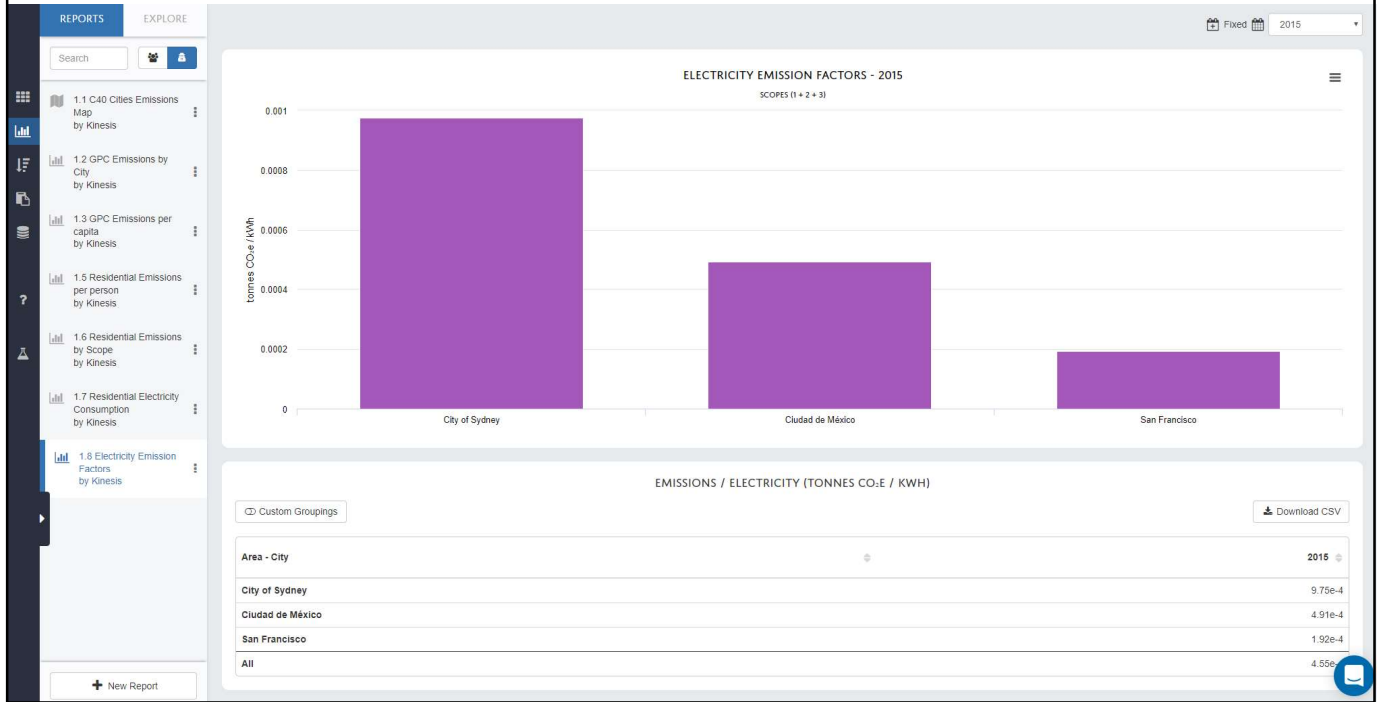 REPORTS
EXPLORE
Fixed
2015
Search
1.1 C40 Cities Emissions
Map
by Kinesis
1.2 GPC Emissions by
City
by Kinesis
1.3 GPC Emissions per
capita
by Kinesis
1.5 Residential Emissions
per person
by Kinesis
1.6 Residential Emissions
by Scope
by Kinesis
1.7 Residential Electricity
Consumption
by Kinesis
1.8 Electricity Emission
Factors
by Kinesis
+ New Report
?
ELECTRICITY EMISSION FACTORS - 2015
SCOPES (1 + 2 + 3)
tonnes CO₂e / kWh
0.001
0.0008
0.0006
0.0004
0.0002
0
City of Sydney
Ciudad de México
San Francisco
EMISSIONS / ELECTRICITY (TONNES CO₂E / KWH)
Custom Groupings
Download CSV
Area - City 2015
City of Sydney 9.75e-4
Ciudad de México 4.91e-4
San Francisco 1.92e-4
All 4.55e-